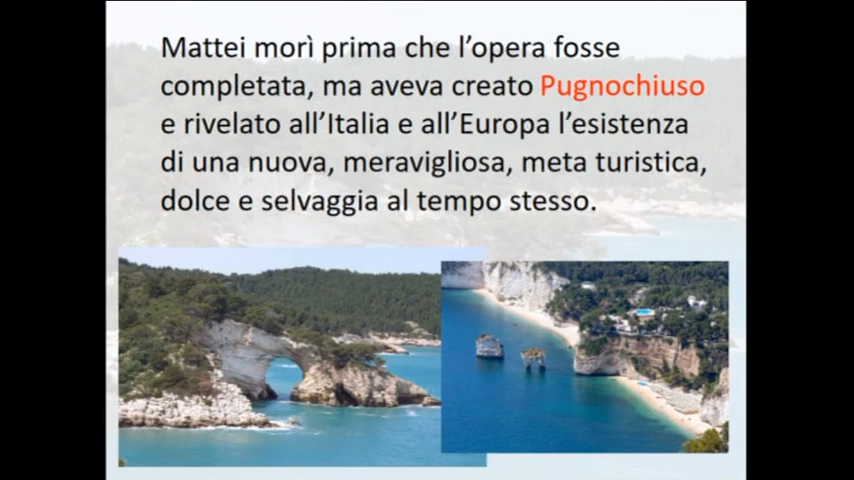 Mattei morì prima che l’opera fosse
completata, ma aveva creato Pugnochiuso
e rivelato all’Italia e all’Europa l’esistenza
di una nuova, meravigliosa, meta turistica,
dolce e selvaggia al tempo stesso.